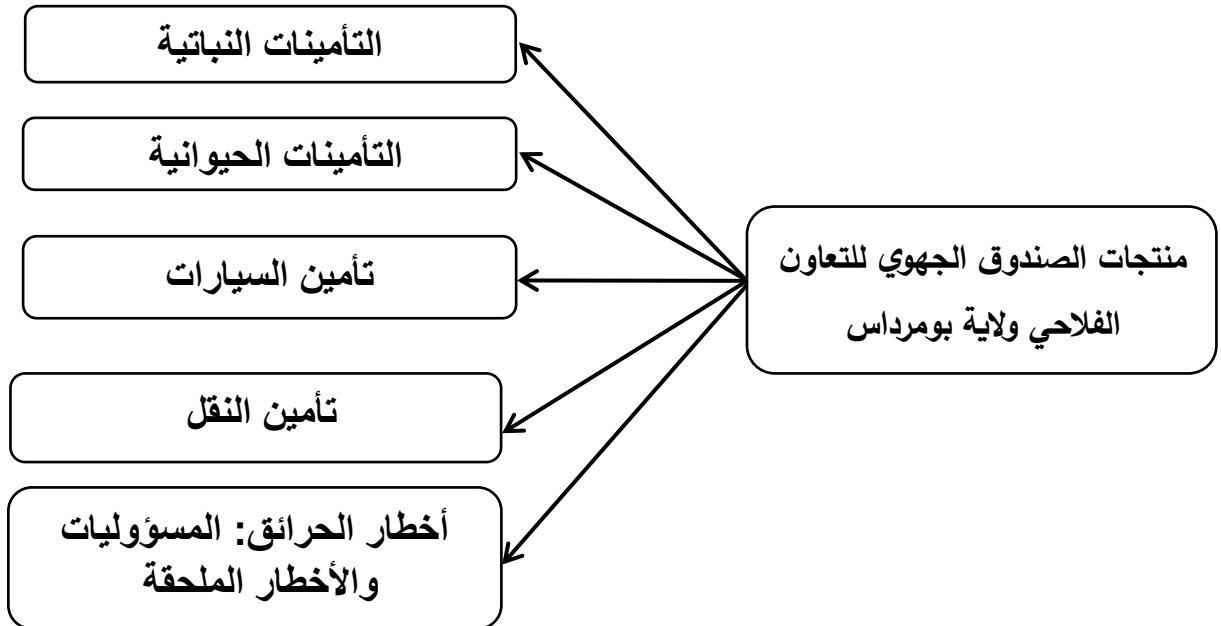 منتجات الصندوق الجهوي للتعاون
الفلاحي ولاية بومرداس
التأمينات النباتية
التأمينات الحيوانية
تأمين السيارات
تأمين النقل
أخطار الحرائق: المسؤوليات
والأخطار الملحقة